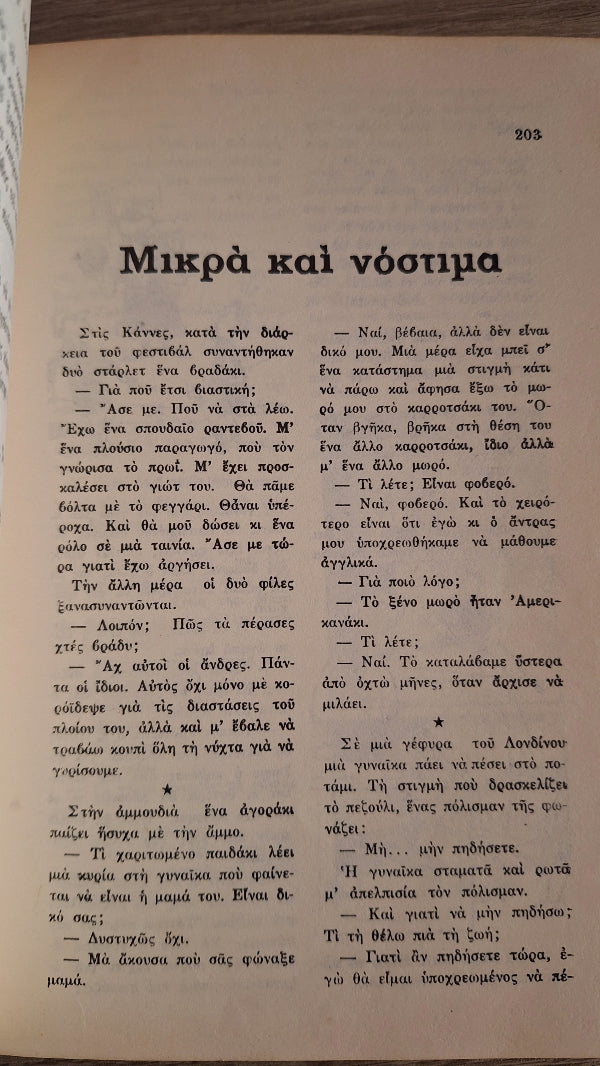 203
Μικρὰ καὶ νόστιμα
Στὶς Κάννες, κατὰ τὴν διάρ-
κεια τοῦ φεστιβὰλ συναντήθηκαν
δυὸ στάρλετ ἕνα βραδάκι.
— Γιὰ ποῦ ἔτσι βιαστική;
— Ἄσε με. Ποῦ νὰ στὰ λέω.
Ἔχω ἕνα σπουδαῖο ραντεβοῦ. Μ’
ἕνα πλούσιο παραγωγό, ποὺ τὸν
γνώρισα τὸ πρωῒ. Μ’ ἔχει προσ-
καλέσει στὸ γιώτ του. Θὰ πᾶμε
βόλτα μὲ τὸ φεγγάρι. Θἆναι ὑπέ-
ροχα. Καὶ θὰ μοῦ δώσει κι ἕνα
ρόλο σὲ μιὰ ταινία. Ἄσε με τώ-
ρα γιατὶ ἔχω ἀργήσει.
Τὴν ἄλλη μέρα οἱ δυὸ φίλες
ξανασυναντῶνται.
— Λοιπόν; Πῶς τὰ πέρασες
χτὲς βράδυ;
— Ἄχ αὐτοὶ οἱ ἄνδρες. Πάν-
τα οἱ ἴδιοι. Αὐτὸς ὄχι μόνο μὲ κο-
ρόϊδεψε γιὰ τὶς διαστάσεις τοῦ
πλοίου του, ἀλλὰ καὶ μ’ ἔβαλε νὰ
τραβάω κουπὶ ὅλη τὴ νύχτα γιὰ νὰ
γυρίσουμε.
★
Στὴν ἀμμουδιὰ ἕνα ἀγοράκι
παίζει ἥσυχα μὲ τὴν ἄμμο.
— Τὶ χαριτωμένο παιδάκι λέει
μιὰ κυρία στὴ γυναῖκα ποὺ φαίνε-
ται νὰ εἶναι ἡ μαμά του. Εἶναι δι-
κό σας;
— Δυστυχῶς ὄχι.
— Μὰ ἄκουσα ποὺ σᾶς φώναξε
μαμά.
— Ναί, βέβαια, ἀλλὰ δὲν εἶναι
δικό μου. Μιὰ μέρα εἶχα μπεῖ σ’
ἕνα κατάστημα μιὰ στιγμὴ κάτι
νὰ πάρω καὶ ἄφησα ἔξω τὸ μω-
ρό μου στὸ καρροτσάκι του. Ὅ-
ταν βγῆκα, βρῆκα στὴ θέση του
ἕνα ἄλλο καρροτσάκι, ἴδιο ἀλλὰ
μ’ ἕνα ἄλλο μωρό.
— Τὶ λέτε; Εἶναι φοβερό.
— Ναί, φοβερό. Καὶ τὸ χειρό-
τερο εἶναι ὅτι ἐγὼ κι ὁ ἄντρας
μου ὑποχρεωθήκαμε νὰ μάθουμε
ἀγγλικά.
— Γιὰ ποιὸ λόγο;
— Τὸ ξένο μωρὸ ἦταν Ἀμερι-
κανάκι.
— Τὶ λέτε;
— Ναί. Τὸ καταλάβαμε ὕστερα
ἀπὸ ὀχτὼ μῆνες, ὅταν ἄρχισε νὰ
μιλάει.
★
Σὲ μιὰ γέφυρα τοῦ Λονδίνου
μιὰ γυναῖκα πάει νὰ πέσει στὸ πο-
τάμι. Τὴ στιγμὴ ποὺ δρασκελίζει
τὸ πεζούλι, ἕνας πόλισμαν τῆς φω-
νάζει:
— Μὴ... μὴν πηδήσετε.
Ἡ γυναῖκα σταματᾶ καὶ ρωτᾶ
μ’ ἀπελπισία τὸν πόλισμαν.
— Καὶ γιατὶ νὰ μὴν πηδήσω;
Τὶ τὴ θέλω πιὰ τὴ ζωή;
— Γιατὶ ἂν πηδήσετε τώρα, ἐ-
γὼ θὰ εἶμαι ὑποχρεωμένος νὰ πέ-